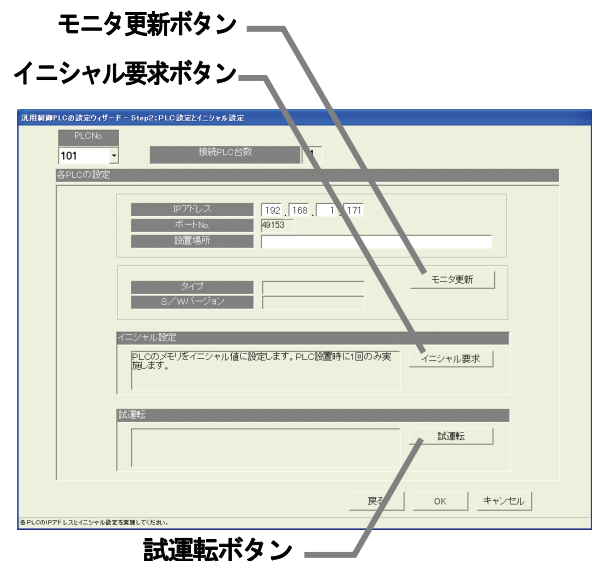 モニタ更新ボタン
イニシャル要求ボタン
汎用制御PLCの設定ウィザード - Step2:PLC設定とイニシャル設定
PLCNo.
101
接続PLC台数
1
各PLCの設定
IPアドレス
192 . 168 . 1 . 171
ポートNo.
49153
設置場所
タイプ
S/Wバージョン
モニタ更新
イニシャル設定
PLCのメモリをイニシャル値に設定します。PLC設置時に1回のみ実
施します。
イニシャル要求
試運転
試運転
戻る
OK
キャンセル
各PLCのIPアドレスとイニシャル設定を実施してください。
試運転ボタン